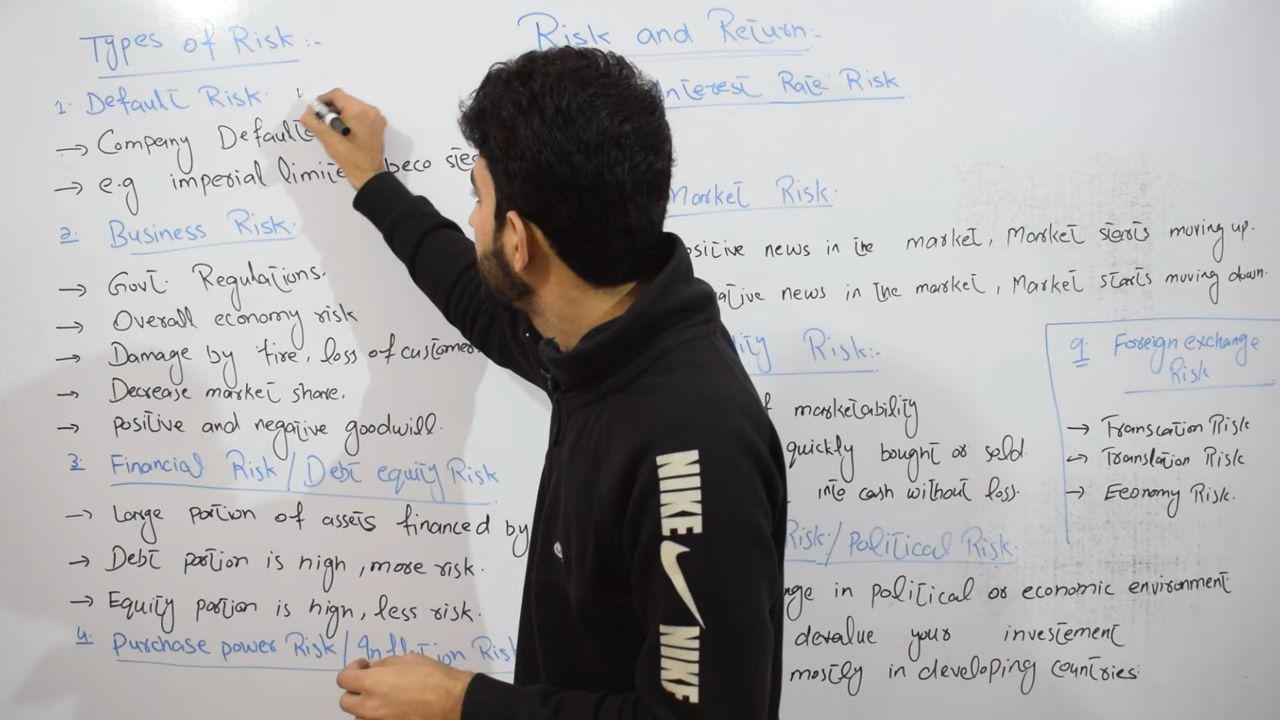 Risk and Return:-
Types of Risk:-
1. Default Risk.
→ Company Default
→ e.g imperial limite beco
2. Business Risk:
→ Govt. Regulations.
→ Overall economy risk
→ Damage by fire, loss of customers
→ Decrease market share.
→ positive and negative goodwill.
3. Financial Risk/Debt equity Risk
→ Large portion of assets financed by
→ Debt portion is high, more risk.
→ Equity portion is high, less risk.
4. Purchase power Risk/Inflation Risk
Interest Rate Risk
Market Risk.
ositive news in the market, Market starts moving up.
ative news in the market, Market starts moving down.
ity Risk:-
marketability
quickly bought or sold.
into cash without loss.
Risk/Political Risk.
nge in political or economic environment
devalue your investement
mostly in developing countries.
9. Foreign exchange
Risk
→ Transcation Risk
→ Translation Risk
→ Economy Risk.
NIKE
NIKE